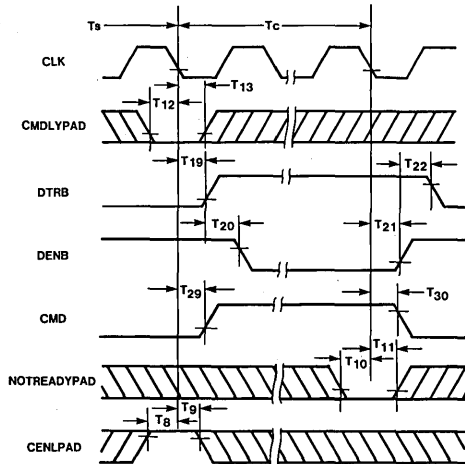 Ts Tc
CLK
T13
T12
CMDLYPAD
T19
T22
DTRB
T20 T21
DENB
T29 T30
CMD
T11
T10
NOTREADYPAD
T9
T8
CENLPAD